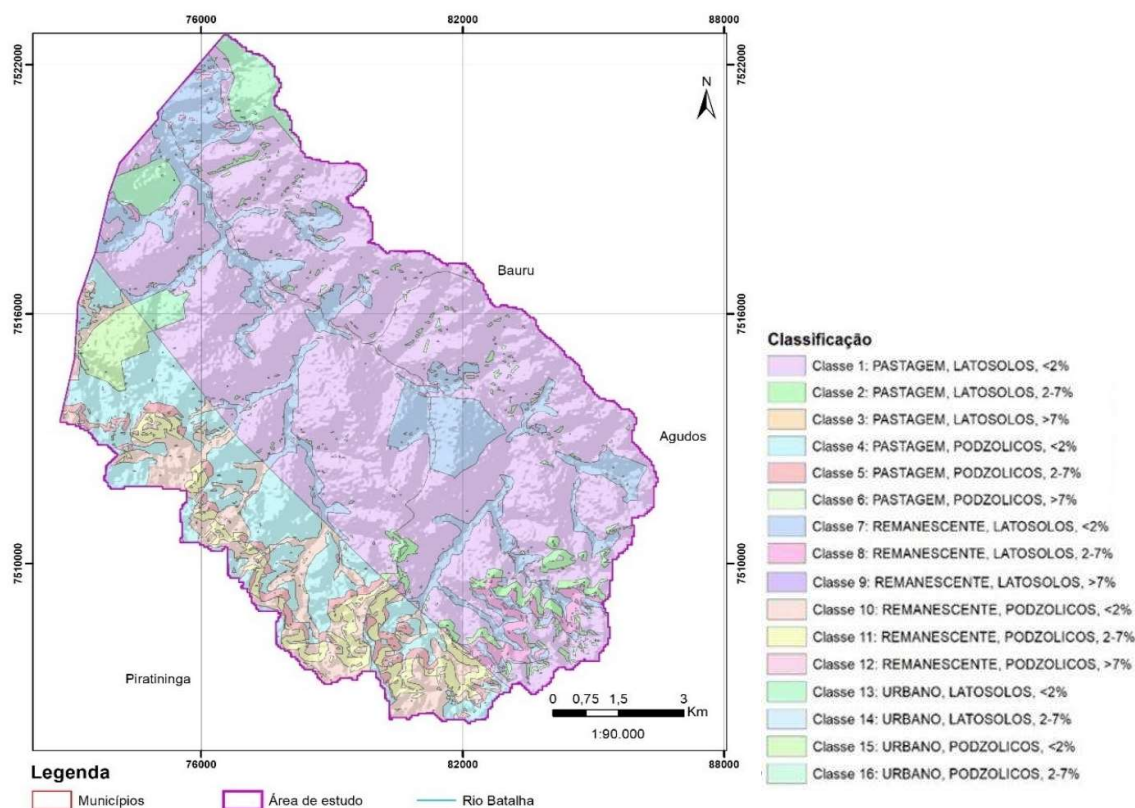 76000
82000
88000
7522000
7522000
N
Bauru
7516000
7516000
Agudos
7510000
7510000
Piratininga
0 0,75 1,5 3
Km
1:90.000
76000
82000
88000
Legenda
Municípios
Área de estudo
Rio Batalha
Classificação
Classe 1: PASTAGEM, LATOSOLOS, <2%
Classe 2: PASTAGEM, LATOSOLOS, 2-7%
Classe 3: PASTAGEM, LATOSOLOS, >7%
Classe 4: PASTAGEM, PODZOLICOS, <2%
Classe 5: PASTAGEM, PODZOLICOS, 2-7%
Classe 6: PASTAGEM, PODZOLICOS, >7%
Classe 7: REMANESCENTE, LATOSOLOS, <2%
Classe 8: REMANESCENTE, LATOSOLOS, 2-7%
Classe 9: REMANESCENTE, LATOSOLOS, >7%
Classe 10: REMANESCENTE, PODZOLICOS, <2%
Classe 11: REMANESCENTE, PODZOLICOS, 2-7%
Classe 12: REMANESCENTE, PODZOLICOS, >7%
Classe 13: URBANO, LATOSOLOS, <2%
Classe 14: URBANO, LATOSOLOS, 2-7%
Classe 15: URBANO, PODZOLICOS, <2%
Classe 16: URBANO, PODZOLICOS, 2-7%